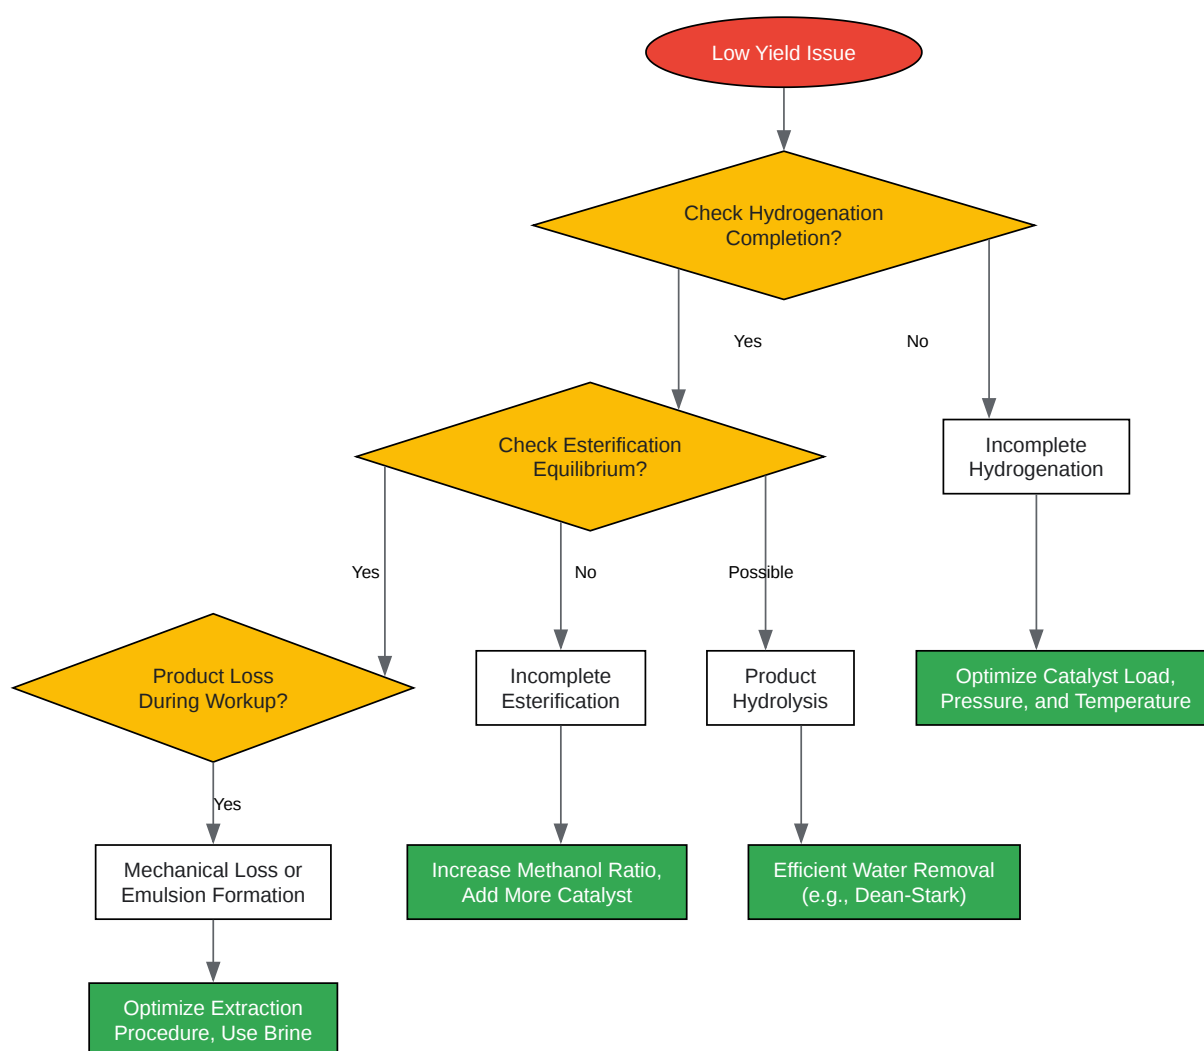 Low Yield Issue
Check Hydrogenation
Completion?
Yes
No
Check Esterification
Equilibrium?
Incomplete
Hydrogenation
Yes
No
Possible
Product Loss
During Workup?
Incomplete
Esterification
Product
Hydrolysis
Optimize Catalyst Load,
Pressure, and Temperature
Yes
Mechanical Loss or
Emulsion Formation
Increase Methanol Ratio,
Add More Catalyst
Efficient Water Removal
(e.g., Dean-Stark)
Optimize Extraction
Procedure, Use Brine